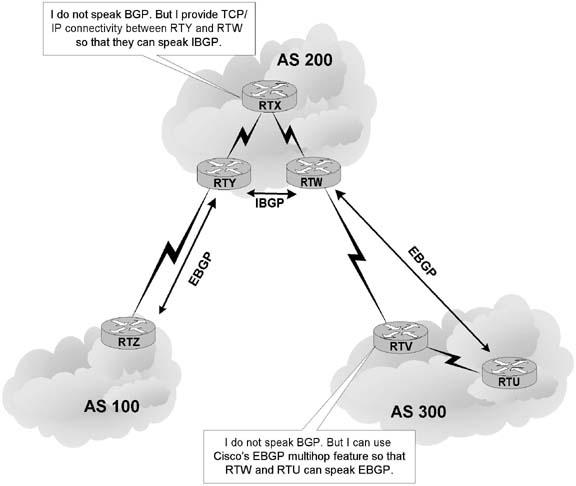 I do not speak BGP. But I provide TCP/
IP connectivity between RTY and RTW
so that they can speak IBGP.
AS 200
RTX
RTY
RTW
IBGP
EBGP
EBGP
RTZ
RTV
RTU
AS 100
AS 300
I do not speak BGP. But I can use
Cisco's EBGP multihop feature so that
RTW and RTU can speak EBGP.